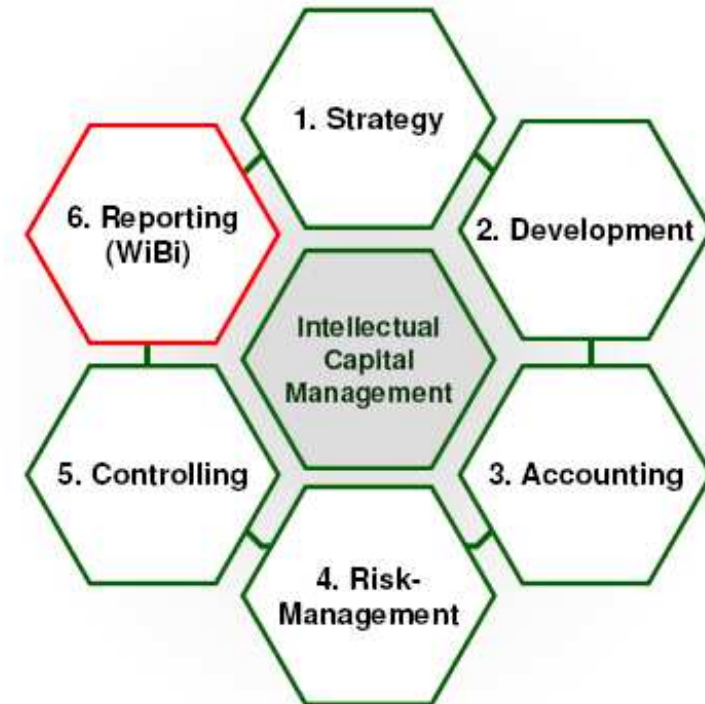 1. Strategy
2. Development
3. Accounting
4. Risk-
Management
5. Controlling
6. Reporting
(WiBi)
Intellectual
Capital
Management